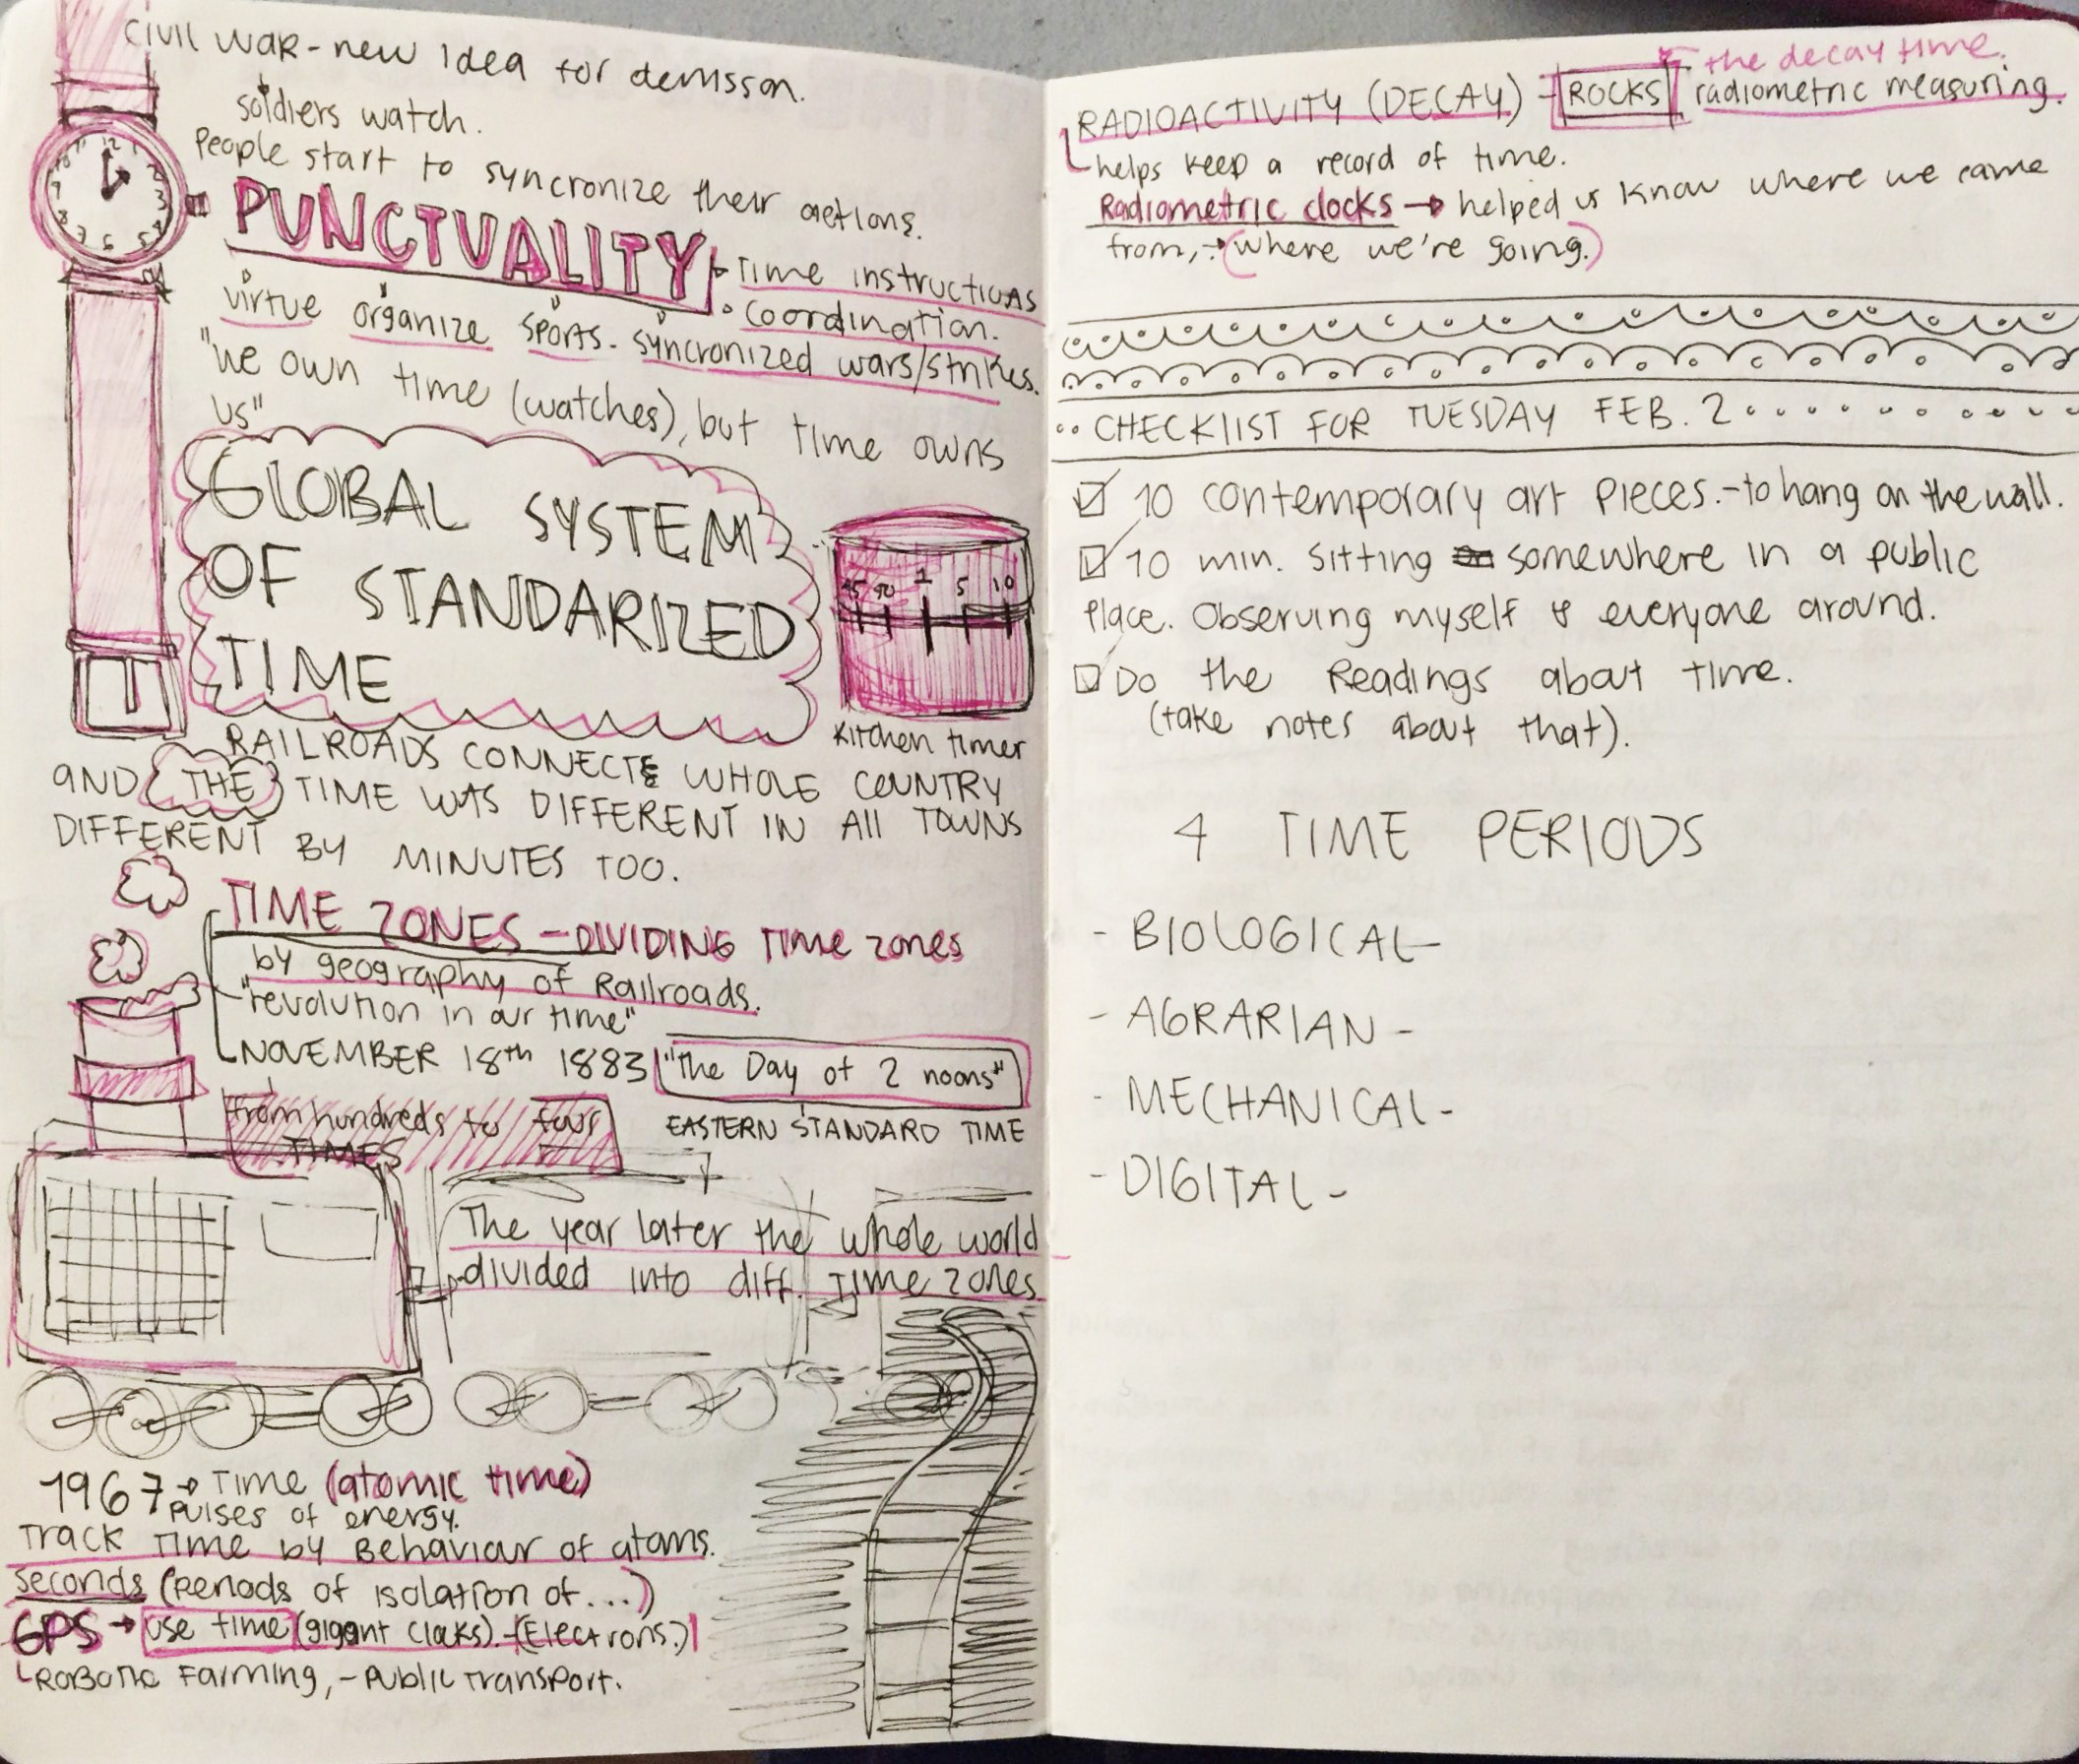 CIVIL WAR - new Idea for denisson.
soldiers watch.
People start to syncronize their actions.
PUNCTUALITY
Time instructions
• Coordination.
virtue organize sports. syncronized wars/strikes.
"We own time (watches), but time owns
us"
GLOBAL SYSTEM
OF STANDARIZED
TIME
45 50 1 5 10
Kitchen timer
RAILROADS CONNECTE WHOLE COUNTRY
AND THE TIME WAS DIFFERENT IN All TOWNS
DIFFERENT BY MINUTES TOO.
TIME ZONES - DIVIDING Time zones
by geography of Railroads.
"revolution in our time"
NOVEMBER 18th 1883 "The Day of 2 noons"
from hundreds to four
TIMES
EASTERN STANDARD TIME
The year later the whole world
divided into diff. Time zones
1967 → TIME (atomic time)
Pulses of energy.
Track Time by Behaviour of atoms.
Seconds (Periods of isolation of...)
GPS → use time (gigant Cloks). - (Electrons.)
Robotic Farming, - Public Transport.
the decay time.
RADIOACTIVITY (DECAY) - ROCKS radiometric measuring.
helps keep a record of time.
Radiometric clocks → helped us know where we came
from, → (where we're going.)
CHECKlIST FOR TUESDAY FEB. 2
10 contemporary art pieces. - to hang on the wall.
10 min. sitting somewhere in a public
place. Observing myself & everyone around.
Do the Readings about time.
(take notes about that).
4 TIME PERIODS
- BIOLOGICAL -
- AGRARIAN -
- MECHANICAL -
- DIGITAL -